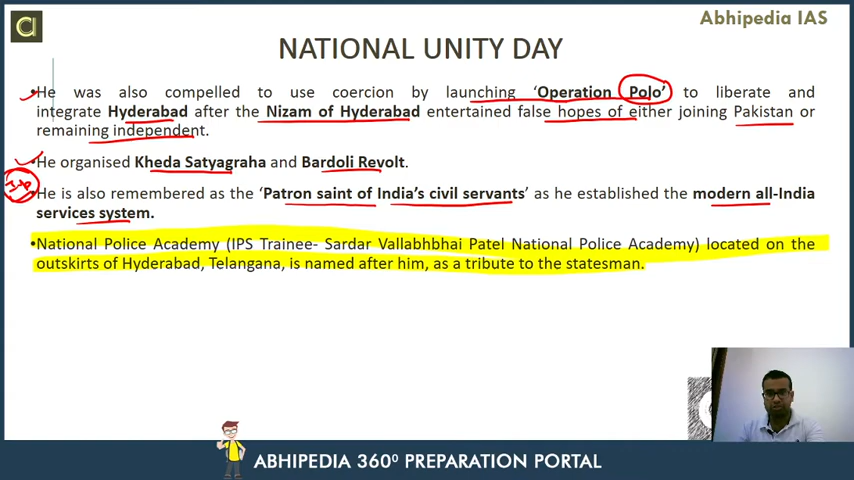 Abhipedia IAS
NATIONAL UNITY DAY
•He was also compelled to use coercion by launching ‘Operation Polo’ to liberate and
integrate Hyderabad after the Nizam of Hyderabad entertained false hopes of either joining Pakistan or
remaining independent.
•He organised Kheda Satyagraha and Bardoli Revolt.
•He is also remembered as the ‘Patron saint of India’s civil servants’ as he established the modern all-India
services system.
•National Police Academy (IPS Trainee- Sardar Vallabhbhai Patel National Police Academy) located on the
outskirts of Hyderabad, Telangana, is named after him, as a tribute to the statesman.
ABHIPEDIA 360⁰ PREPARATION PORTAL